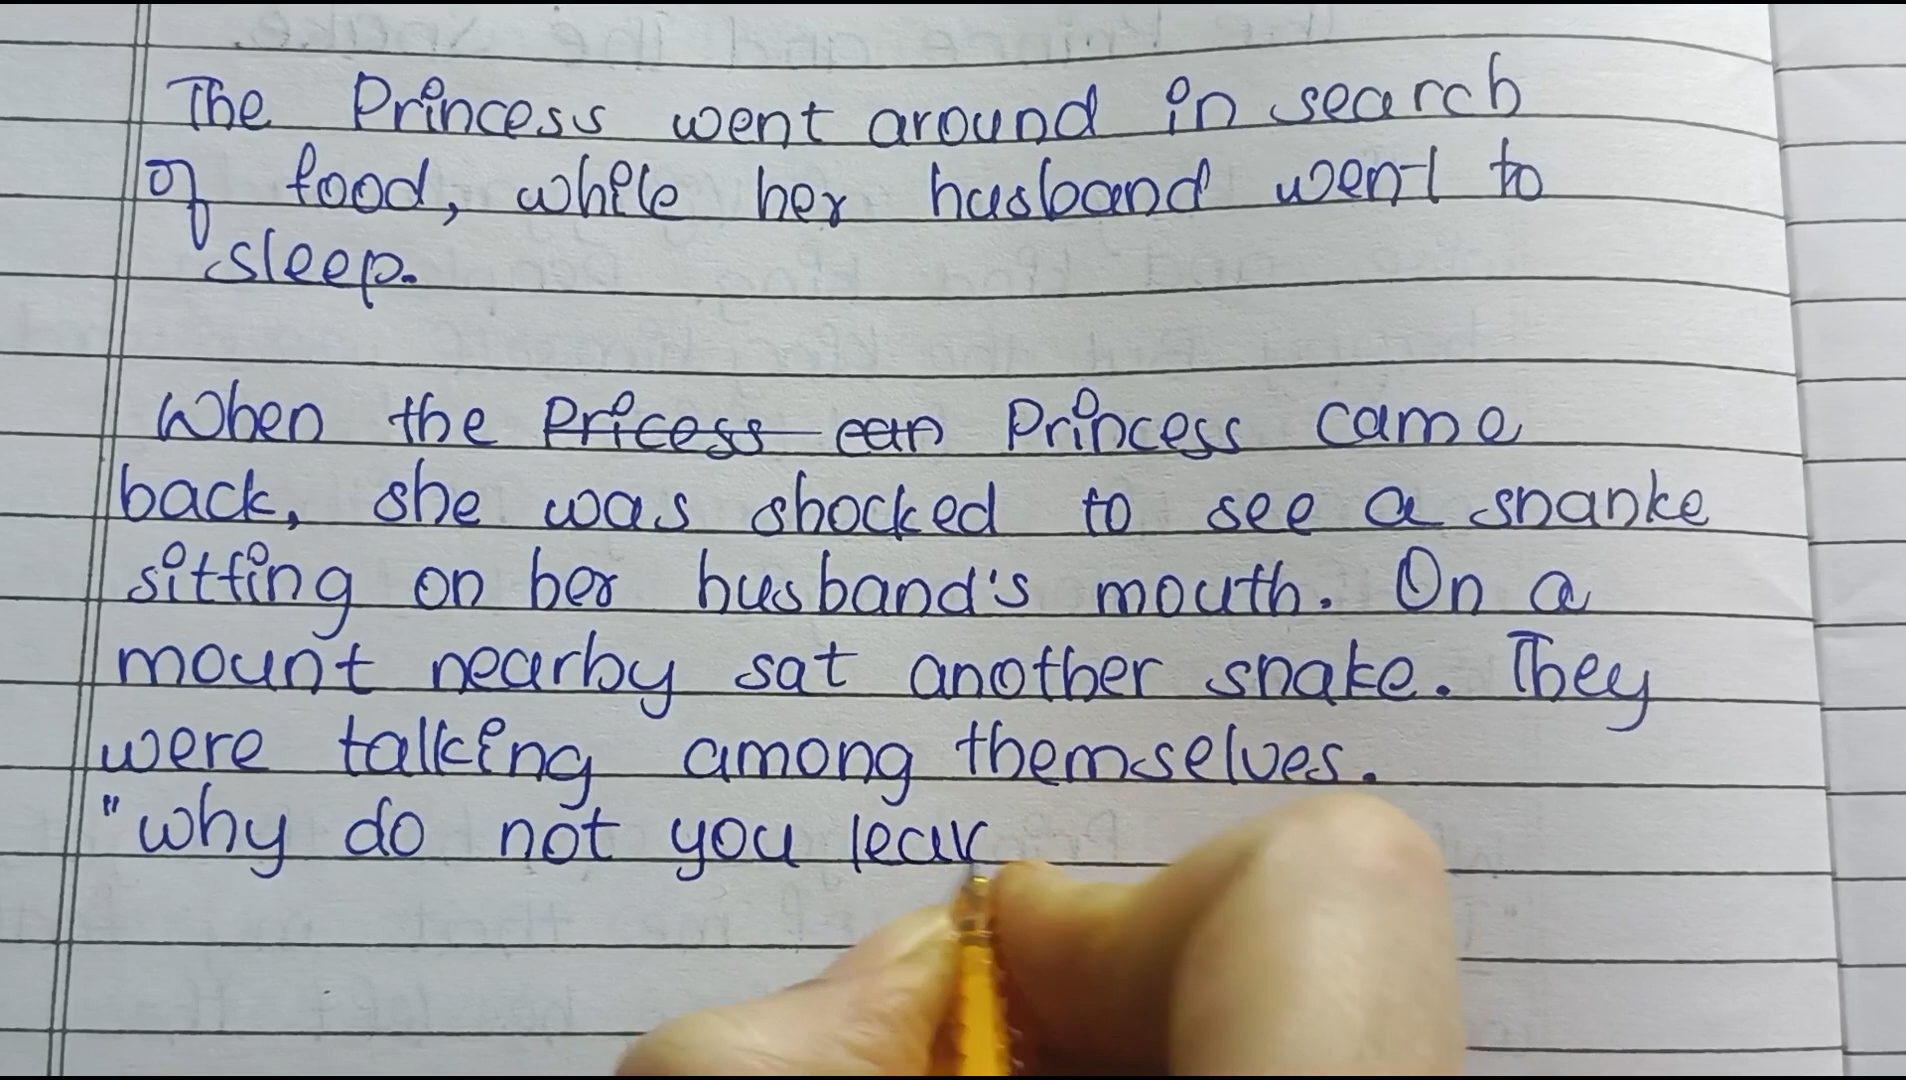 The Princess went around in search
of food, while her husband went to
sleep.
When the Pricess can Princess came
back, she was shocked to see a snanke
sitting on her husband's mouth. On a
mount nearby sat another snake. They
were talking among themselves.
"Why do not you leav